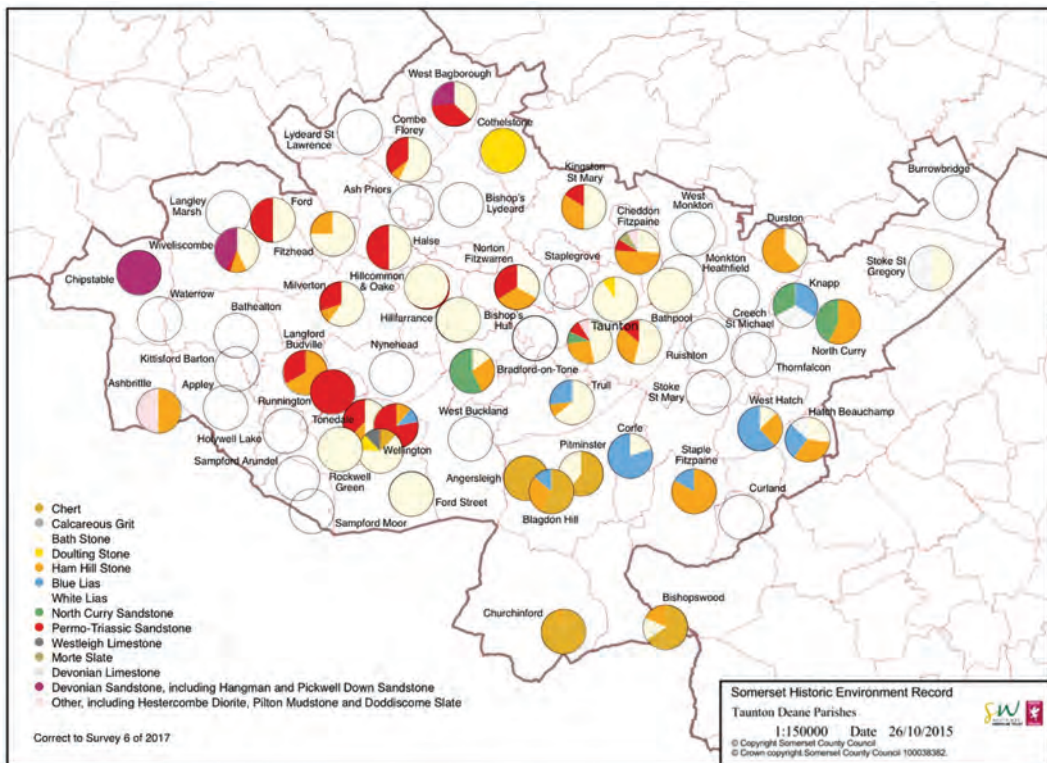 West Bagborough
Lydeard St
Lawrence
Combe
Florey
Cothelstone
Burrowbridge
Ash Priors
Bishop's
Lydeard
Kingston
St Mary
West
Monkton
Langley
Marsh
Ford
Cheddon
Fitzpaine
Durston
Wiveliscombe
Fitzhead
Halse
Norton
Fitzwarren
Staplegrove
Monkton
Heathfield
Stoke St
Gregory
Chipstable
Hillcommon
& Oake
Knapp
Waterrow
Milverton
Bathealton
Hillfarrance
Bishop's
Hull
Taunton
Bathpool
Creech
St Michael
North Curry
Langford
Budville
Nynehead
Ruishton
Kittisford Barton
Bradford-on-Tone
Thornfalcon
Ashbrittle
Appley
Trull
Stoke
St Mary
Runnington
West Hatch
Hatch Beauchamp
Tonedale
West Buckland
Corfe
Holywell Lake
Wellington
Pitminster
Staple
Fitzpaine
Sampford Arundel
Rockwell
Green
Angersleigh
Ford Street
Curland
Sampford Moor
Blagdon Hill
Bishopswood
Churchinford
Chert
Calcareous Grit
Bath Stone
Doulting Stone
Ham Hill Stone
Blue Lias
White Lias
North Curry Sandstone
Permo-Triassic Sandstone
Westleigh Limestone
Morte Slate
Devonian Limestone
Devonian Sandstone, including Hangman and Pickwell Down Sandstone
Other, including Hestercombe Diorite, Pilton Mudstone and Doddiscome Slate
Correct to Survey 6 of 2017
Somerset Historic Environment Record
Taunton Deane Parishes
1:150000 Date 26/10/2015
© Copyright Somerset County Council
© Crown copyright Somerset County Council 100038382.
SW